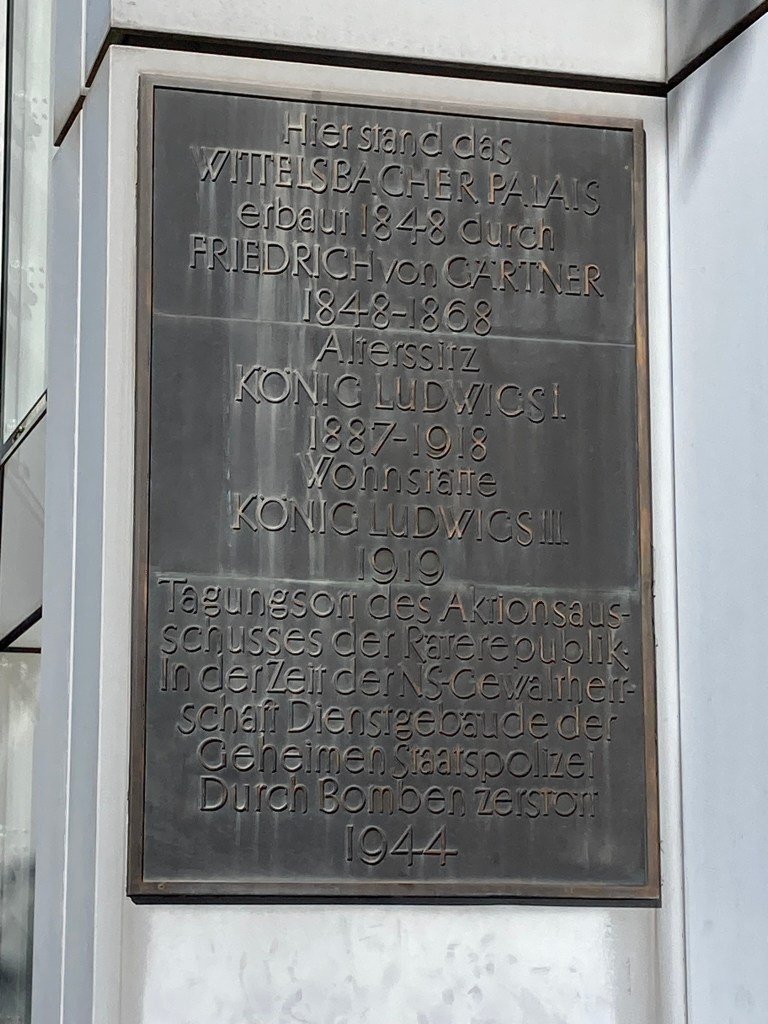 Hier stand das
WITTELSBACHER PALAIS
erbaut 1848 durch
FRIEDRICH von GÄRTNER
1848-1868
Alterssitz
KÖNIG LUDWIGS I.
1887-1918
Wohnstätte
KÖNIG LUDWIGS III.
1919
Tagungsort des Aktionsaus-
schusses der Räterepublik.
In der Zeit der NS-Gewaltherr-
schaft Dienstgebäude der
Geheimen Staatspolizei
Durch Bomben zerstört
1944